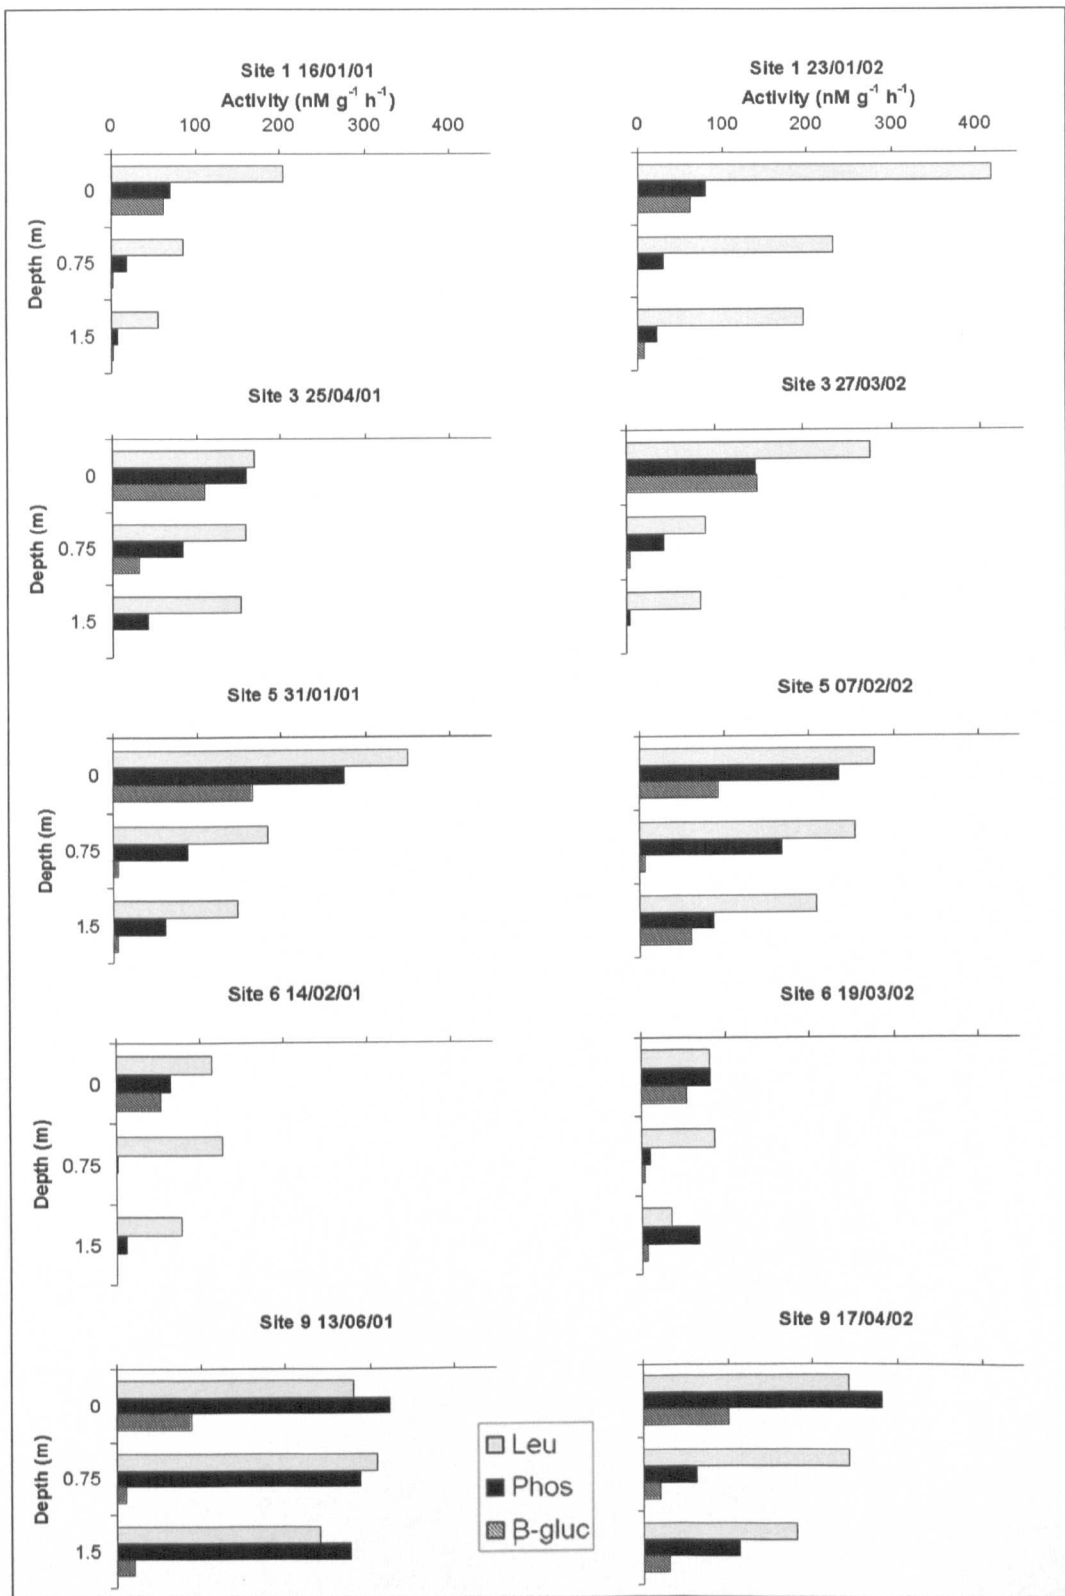 Site 1 16/01/01
Activity (nM g⁻¹ h⁻¹)
0 100 200 300 400
Depth (m)
0
0.75
1.5
Site 1 23/01/02
Activity (nM g⁻¹ h⁻¹)
0 100 200 300 400
Site 3 25/04/01
Depth (m)
0
0.75
1.5
Site 3 27/03/02
Site 5 31/01/01
Depth (m)
0
0.75
1.5
Site 5 07/02/02
Site 6 14/02/01
Depth (m)
0
0.75
1.5
Site 6 19/03/02
Site 9 13/06/01
Depth (m)
0
0.75
1.5
Site 9 17/04/02
Leu
Phos
β-gluc